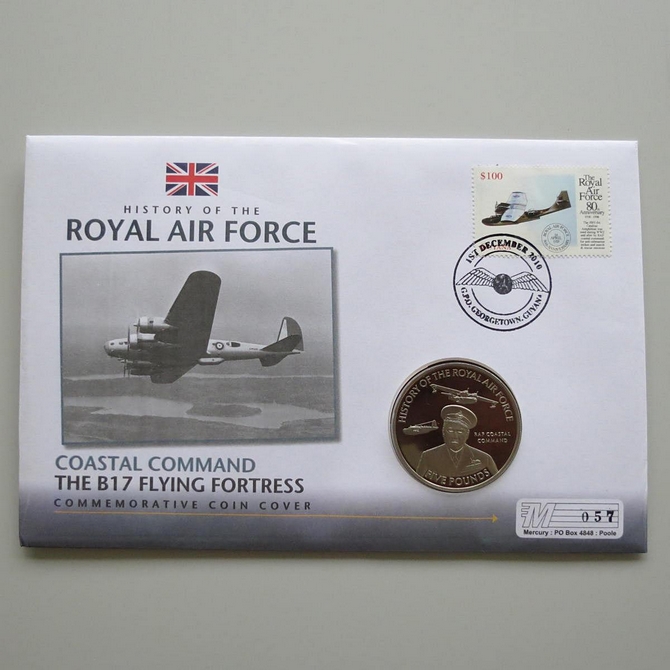 HISTORY OF THE
ROYAL AIR FORCE
COASTAL COMMAND
THE B17 FLYING FORTRESS
COMMEMORATIVE COIN COVER
$100
The
Royal
Air
Force
80th
Anniversary
1ST DECEMBER 2010
G.P.O. GEORGETOWN, GUYANA
HISTORY OF THE ROYAL AIR FORCE
RAF COASTAL
COMMAND
FIVE POUNDS
M 057
Mercury : PO Box 4848 : Poole